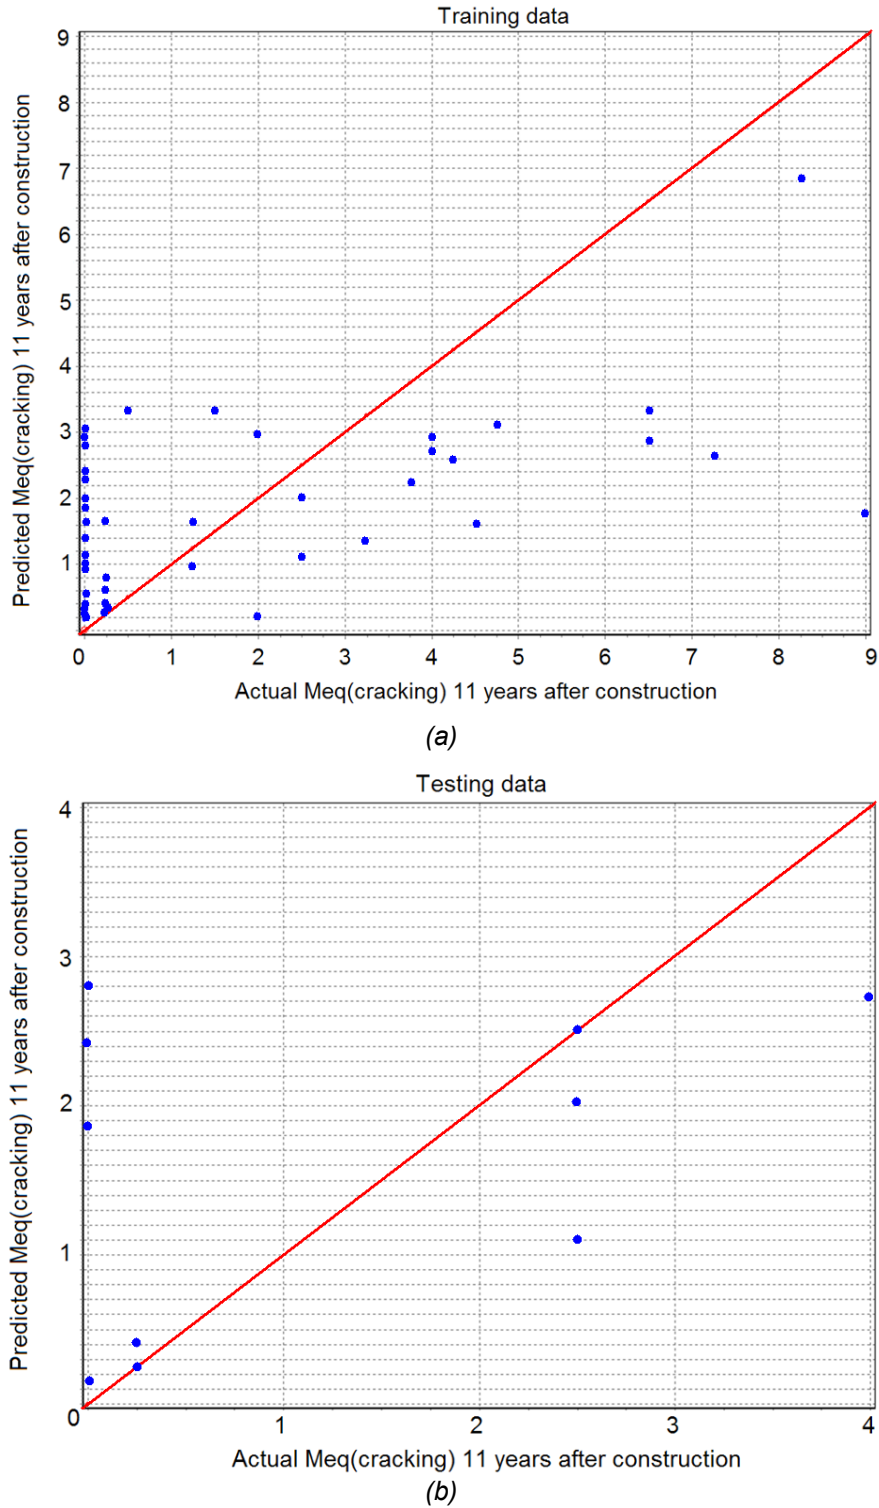 Training data
9
8
7
6
5
4
3
2
1
0 1 2 3 4 5 6 7 8 9
Predicted Meq(cracking) 11 years after construction
Actual Meq(cracking) 11 years after construction
(a)
Testing data
4
3
2
1
0
1 2 3 4
Predicted Meq(cracking) 11 years after construction
Actual Meq(cracking) 11 years after construction
(b)